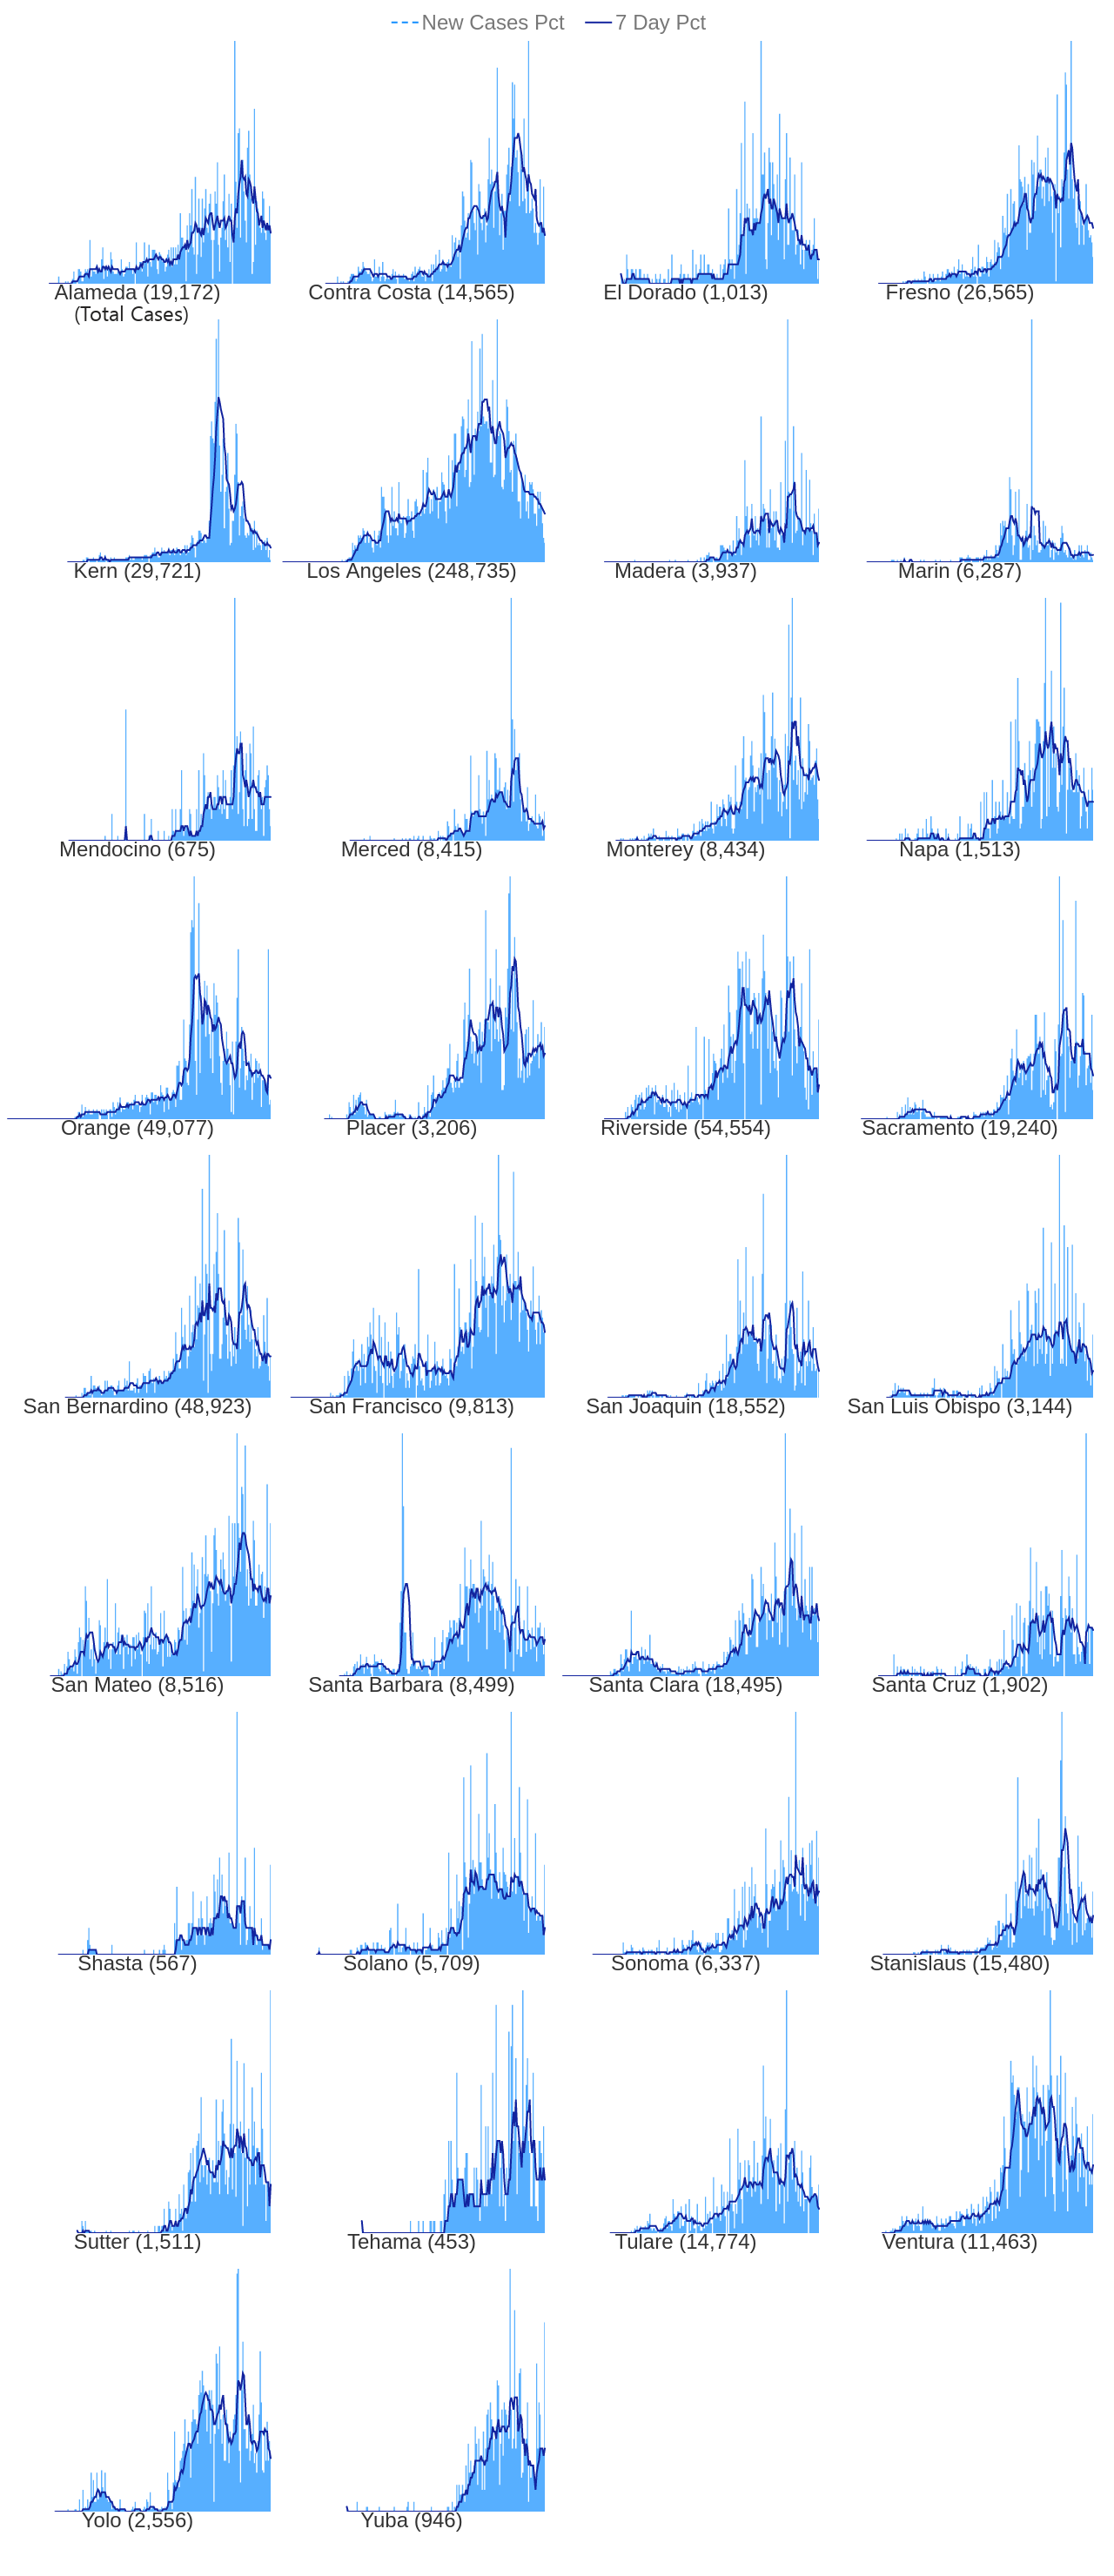 New Cases Pct 7 Day Pct
Alameda (19,172) Contra Costa (14,565) El Dorado (1,013) Fresno (26,565)
(Total Cases)
Kern (29,721) Los Angeles (248,735) Madera (3,937) Marin (6,287)
Mendocino (675) Merced (8,415) Monterey (8,434) Napa (1,513)
Orange (49,077) Placer (3,206) Riverside (54,554) Sacramento (19,240)
San Bernardino (48,923) San Francisco (9,813) San Joaquin (18,552) San Luis Obispo (3,144)
San Mateo (8,516) Santa Barbara (8,499) Santa Clara (18,495) Santa Cruz (1,902)
Shasta (567) Solano (5,709) Sonoma (6,337) Stanislaus (15,480)
Sutter (1,511) Tehama (453) Tulare (14,774) Ventura (11,463)
Yolo (2,556) Yuba (946)